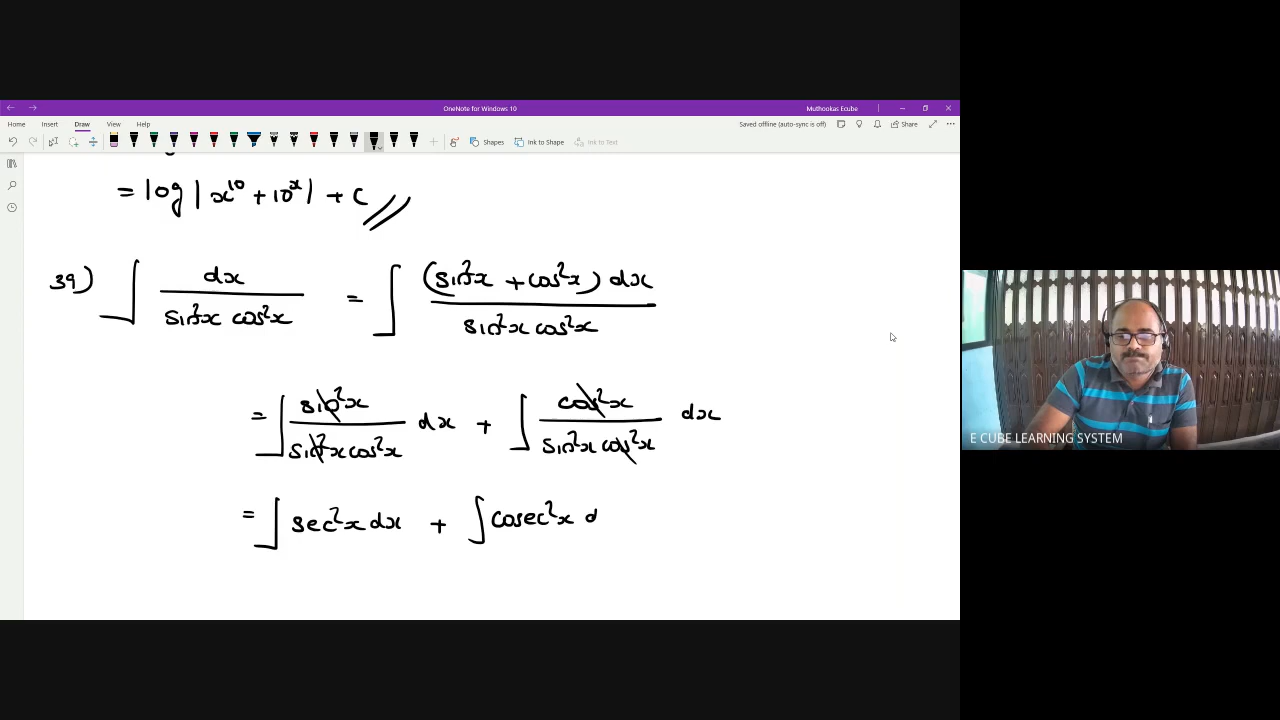 OneNote for Windows 10
Muthookas Ecube
Home Insert Draw View Help
Saved offline (auto-sync is off) Share
Shapes Ink to Shape Ink to Text
= log |x¹⁰ + 10ˣ| + C //
39) ∫ dx / sin²x cos²x = ∫ (sin²x + cos²x) dx / sin²x cos²x
= ∫ sin²x / sin²x cos²x dx + ∫ cos²x / sin²x cos²x dx
= ∫ sec²x dx + ∫ cosec²x d
E CUBE LEARNING SYSTEM